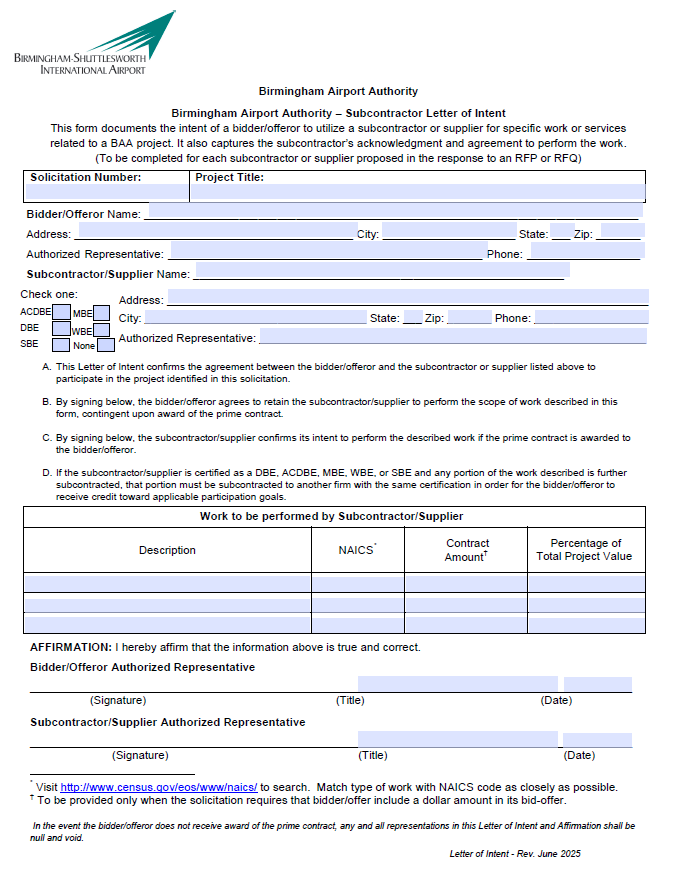 BIRMINGHAM-SHUTTLESWORTH
INTERNATIONAL AIRPORT
Birmingham Airport Authority
Birmingham Airport Authority – Subcontractor Letter of Intent
This form documents the intent of a bidder/offeror to utilize a subcontractor or supplier for specific work or services
related to a BAA project. It also captures the subcontractor's acknowledgment and agreement to perform the work.
(To be completed for each subcontractor or supplier proposed in the response to an RFP or RFQ)
Solicitation Number: Project Title:
Bidder/Offeror Name:
Address: City: State: Zip:
Authorized Representative: Phone:
Subcontractor/Supplier Name:
Check one:
Address:
ACDBE MBE
City: State: Zip: Phone:
DBE WBE
Authorized Representative:
SBE None
A. This Letter of Intent confirms the agreement between the bidder/offeror and the subcontractor or supplier listed above to
participate in the project identified in this solicitation.
B. By signing below, the bidder/offeror agrees to retain the subcontractor/supplier to perform the scope of work described in this
form, contingent upon award of the prime contract.
C. By signing below, the subcontractor/supplier confirms its intent to perform the described work if the prime contract is awarded to
the bidder/offeror.
D. If the subcontractor/supplier is certified as a DBE, ACDBE, MBE, WBE, or SBE and any portion of the work described is further
subcontracted, that portion must be subcontracted to another firm with the same certification in order for the bidder/offeror to
receive credit toward applicable participation goals.
Work to be performed by Subcontractor/Supplier
Description NAICS* Contract Amount† Percentage of Total Project Value
AFFIRMATION: I hereby affirm that the information above is true and correct.
Bidder/Offeror Authorized Representative
(Signature) (Title) (Date)
Subcontractor/Supplier Authorized Representative
(Signature) (Title) (Date)
* Visit http://www.census.gov/eos/www/naics/ to search. Match type of work with NAICS code as closely as possible.
† To be provided only when the solicitation requires that bidder/offer include a dollar amount in its bid-offer.
In the event the bidder/offeror does not receive award of the prime contract, any and all representations in this Letter of Intent and Affirmation shall be
null and void.
Letter of Intent - Rev. June 2025